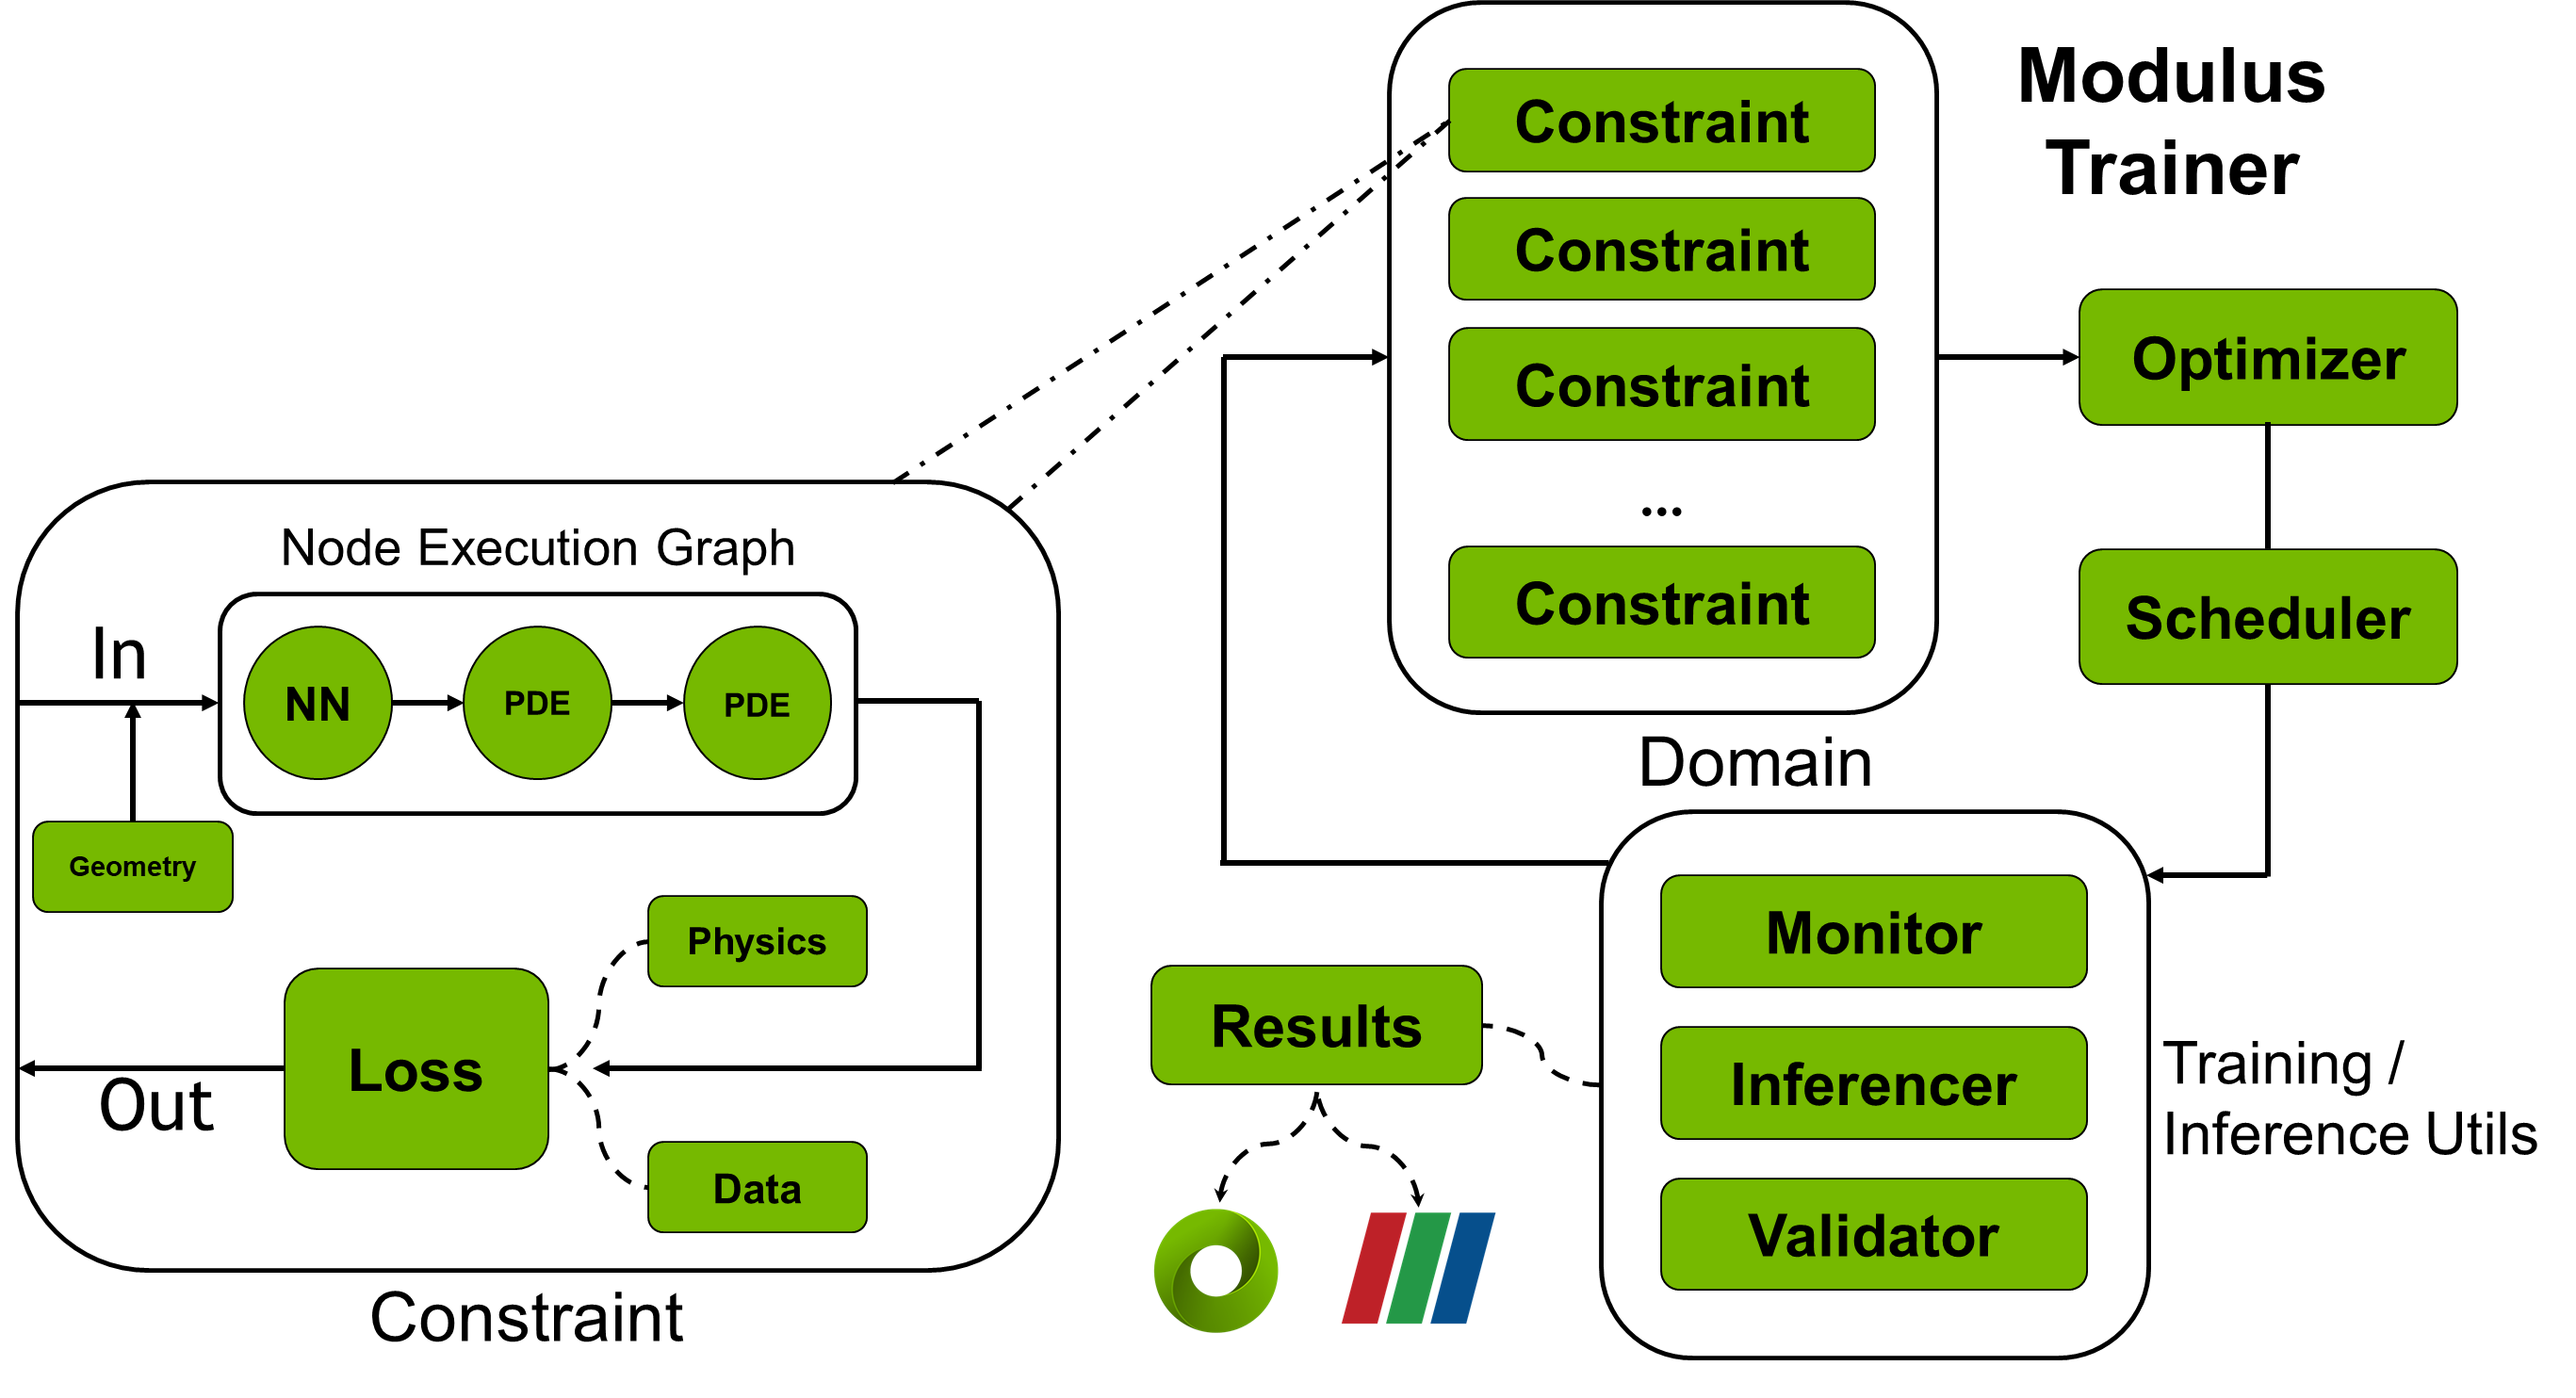 Modulus
Trainer
Constraint
Constraint
Constraint
...
Constraint
Domain
Optimizer
Scheduler
Node Execution Graph
In
NN
PDE
PDE
Geometry
Physics
Loss
Data
Out
Constraint
Monitor
Inferencer
Validator
Training /
Inference Utils
Results